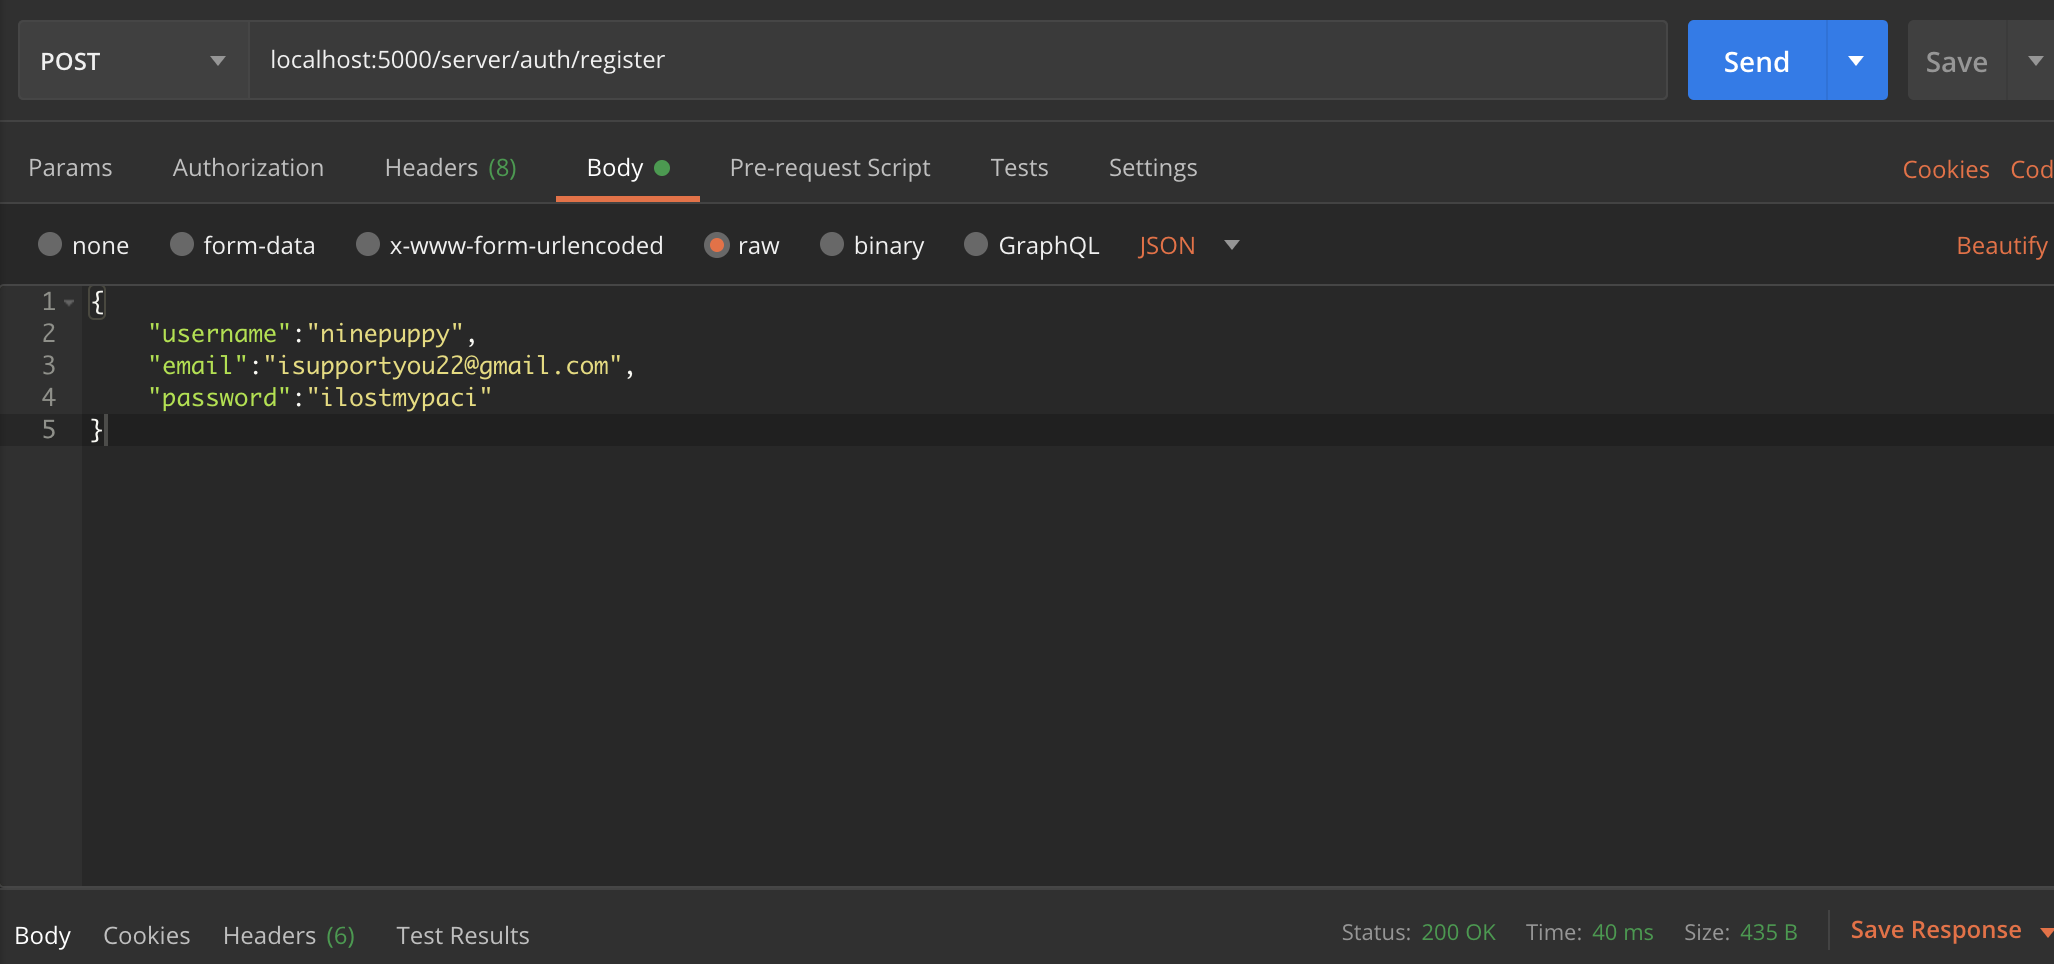 POST localhost:5000/server/auth/register Send Save
Params Authorization Headers (8) Body Pre-request Script Tests Settings Cookies Cod
none form-data x-www-form-urlencoded raw binary GraphQL JSON Beautify
1 {
2 "username":"ninepuppy",
3 "email":"isupportyou22@gmail.com",
4 "password":"ilostmypaci"
5 }
Body Cookies Headers (6) Test Results Status: 200 OK Time: 40 ms Size: 435 B Save Response